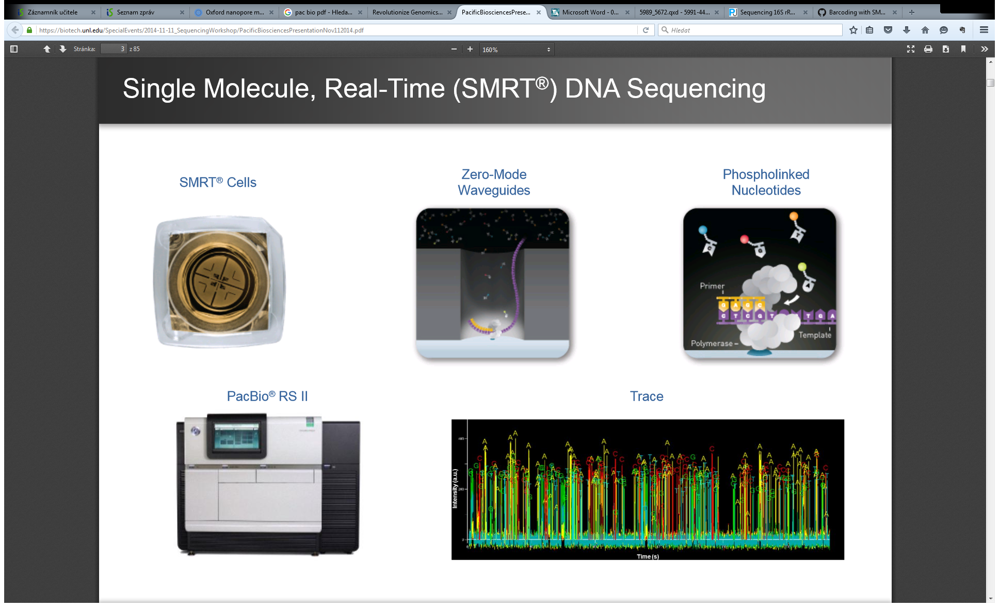 Záznamník učitele
Seznam zpráv
Oxford nanopore m...
pac bio pdf - Hleda...
Revolutionize Genomics...
PacificBiosciencesPrese...
Microsoft Word - 0...
5989_5672.qxd - 5991-44...
Sequencing 16S rR...
Barcoding with SM...
https://biotech.unl.edu/SpecialEvents/2014-11-11_SequencingWorkshop/PacificBiosciencesPresentationNov112014.pdf
Hledat
Stránka: 3 z 85
160%
Single Molecule, Real-Time (SMRT®) DNA Sequencing
SMRT® Cells
Zero-Mode
Waveguides
Phospholinked
Nucleotides
C
G
T
A
Primer
G A G C
C T C G T T G A
Template
Polymerase
PacBio® RS II
Trace
400
200
0
Intensity (a.u.)
Time (s)